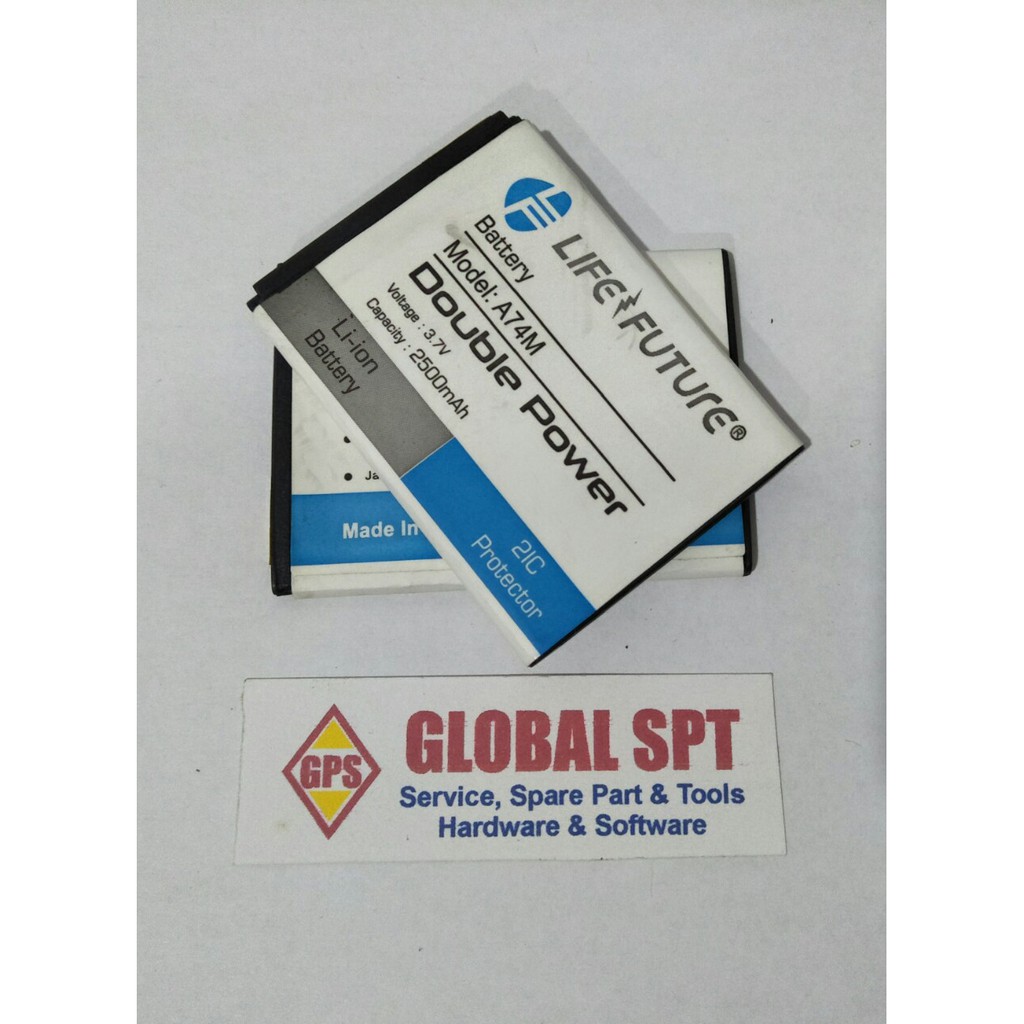 LF
LIFE FUTURE®
Battery
Model: A74M
Double Power
Voltage : 3.7V
Capacity : 2500mAh
Li-ion
Battery
2IC
Protector
Made In
GPS
GLOBAL SPT
Service, Spare Part & Tools
Hardware & Software